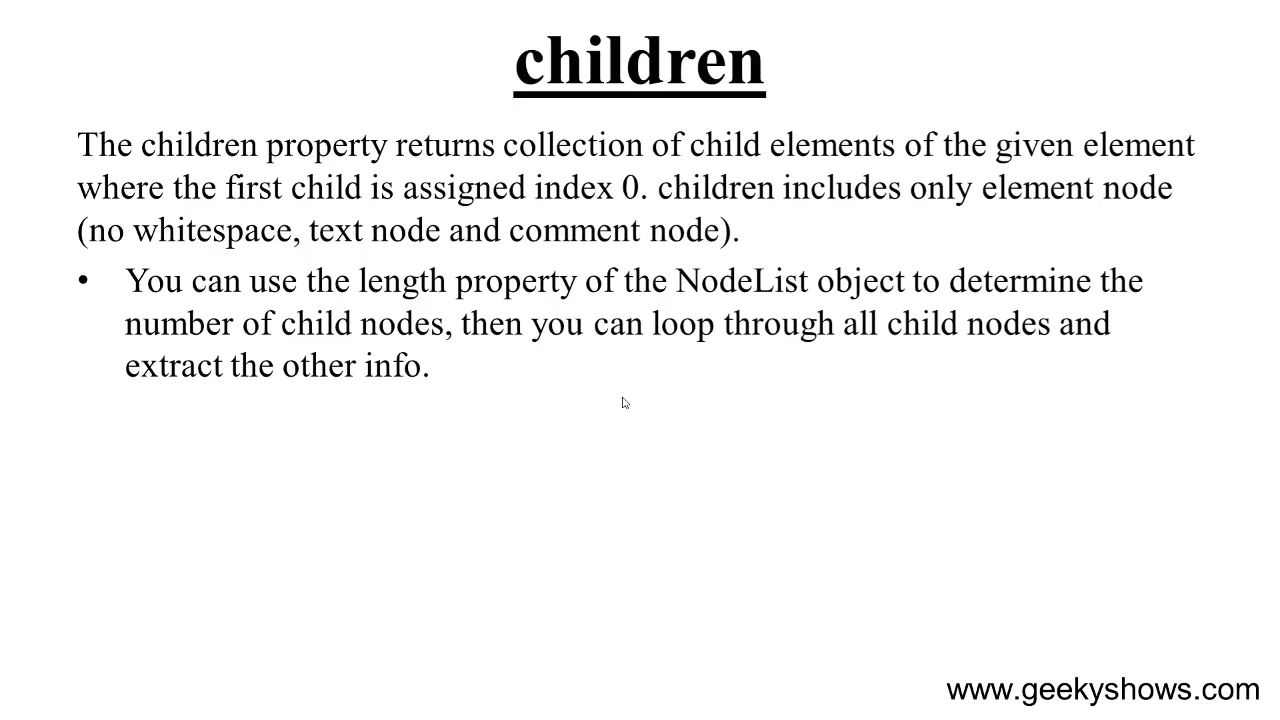 children
The children property returns collection of child elements of the given element
where the first child is assigned index 0. children includes only element node
(no whitespace, text node and comment node).
• You can use the length property of the NodeList object to determine the
number of child nodes, then you can loop through all child nodes and
extract the other info.
www.geekyshows.com